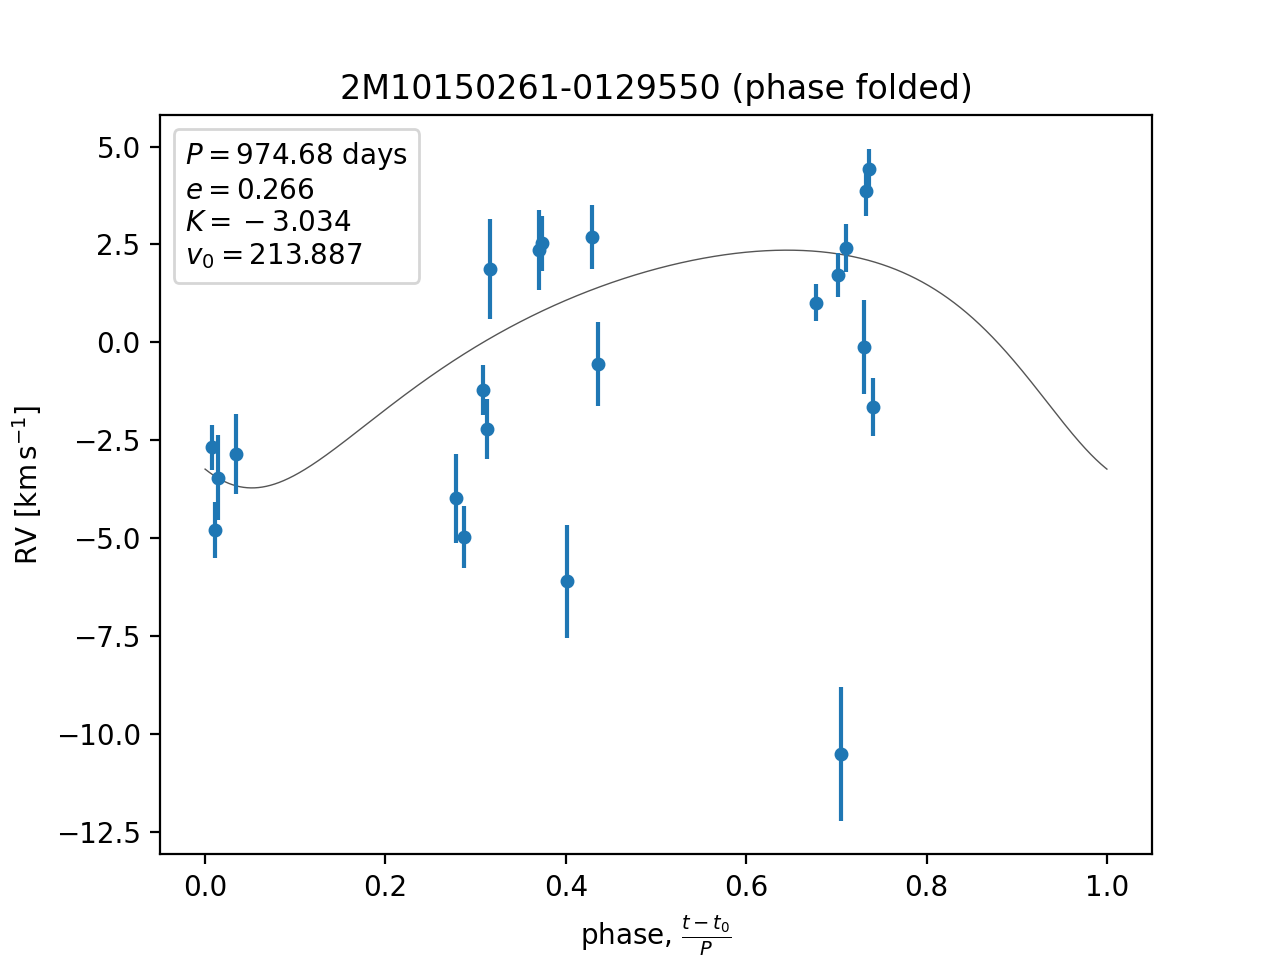 2M10150261-0129550 (phase folded)
P = 974.68 days
e = 0.266
K = −3.034
v₀ = 213.887
5.0
2.5
0.0
−2.5
−5.0
−7.5
−10.0
−12.5
RV [km s⁻¹]
0.0 0.2 0.4 0.6 0.8 1.0
phase, (t − t₀)/P